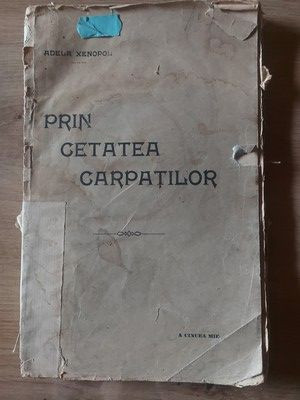 ADELA XENOPOL
PRIN
CETATEA
CARPAȚILOR
A CINCEA MIE